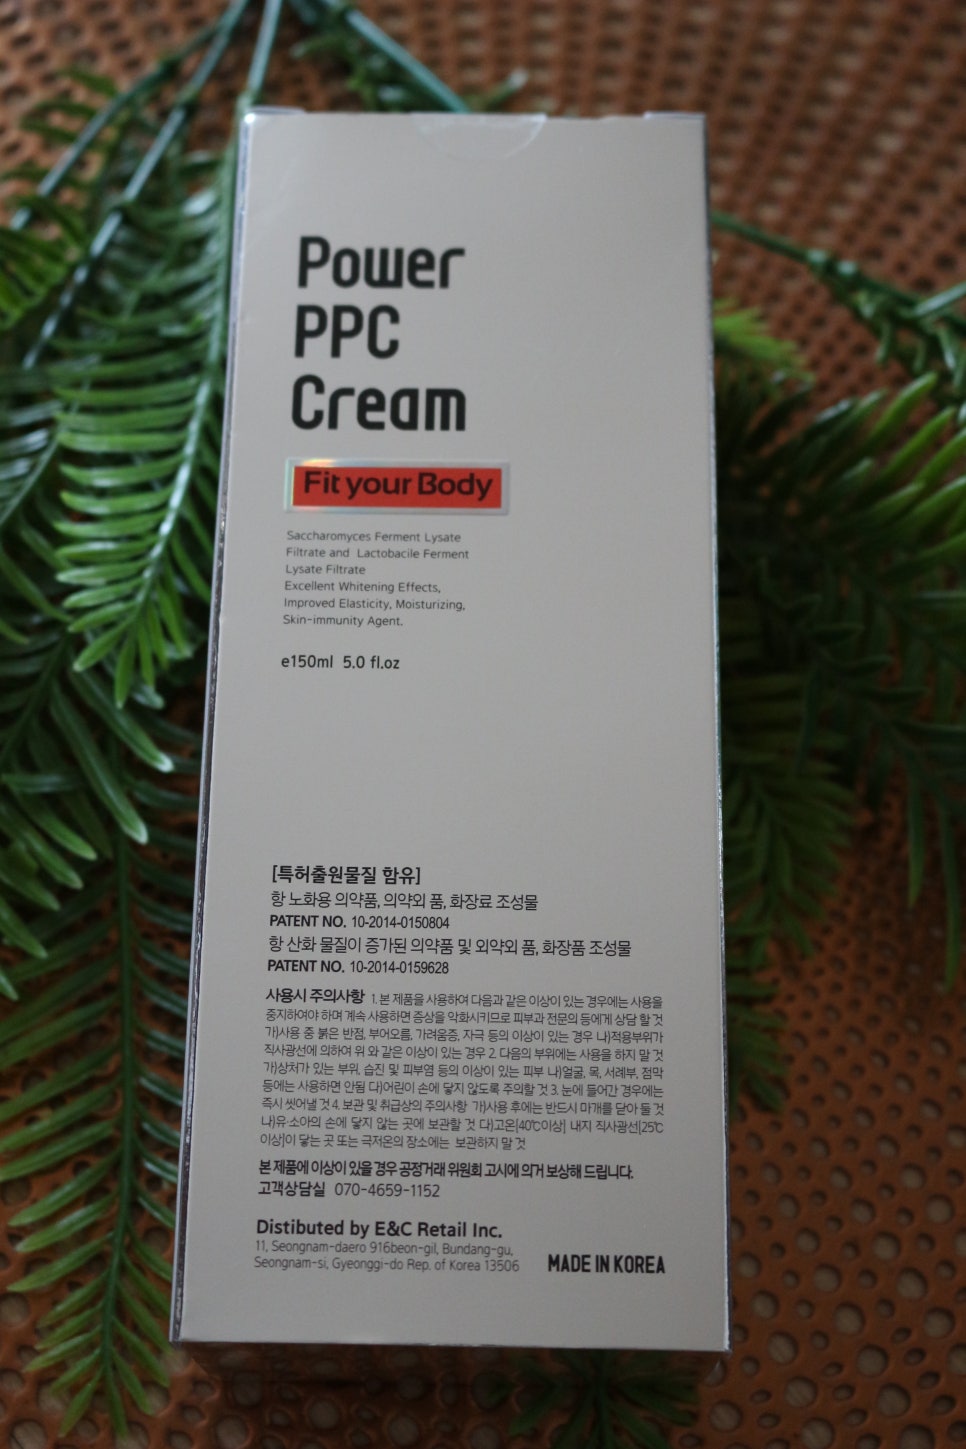 Power
PPC
Cream
Fit your Body
Saccharomyces Ferment Lysate
Filtrate and Lactobacile Ferment
Lysate Filtrate
Excellent Whitening Effects,
Improved Elasticity, Moisturizing,
Skin-immunity Agent.
e150ml 5.0 fl.oz
[특허출원물질 함유]
항 노화용 의약품, 의약외 품, 화장료 조성물
PATENT NO. 10-2014-0150804
항 산화 물질이 증가된 의약품 및 외약외 품, 화장품 조성물
PATENT NO. 10-2014-0159628
사용시 주의사항 1. 본 제품을 사용하여 다음과 같은 이상이 있는 경우에는 사용을
중지하여야 하며 계속 사용하면 증상을 악화시키므로 피부과 전문의 등에게 상담 할 것
가)사용 중 붉은 반점, 부어오름, 가려움증, 자극 등의 이상이 있는 경우 나)적용부위가
직사광선에 의하여 위 와 같은 이상이 있는 경우 2. 다음의 부위에는 사용을 하지 말 것
가)상처가 있는 부위, 습진 및 피부염 등의 이상이 있는 피부 나)얼굴, 목, 서례부, 점막
등에는 사용하면 안됨 다)어린이 손에 닿지 않도록 주의할 것 3. 눈에 들어간 경우에는
즉시 씻어낼 것 4. 보관 및 취급상의 주의사항 가)사용 후에는 반드시 마개를 닫아 둘 것
나)유·소아의 손에 닿지 않는 곳에 보관할 것 다)고온[40℃이상] 내지 직사광선[25℃
이상]이 닿는 곳 또는 극저온의 장소에는 보관하지 말 것
본 제품에 이상이 있을 경우 공정거래 위원회 고시에 의거 보상해 드립니다.
고객상담실 070-4659-1152
Distibuted by E&C Retail Inc.
11, Seongnam-daero 916beon-gil, Bundang-gu,
Seongnam-si, Gyeonggi-do Rep. of Korea 13506
MADE IN KOREA